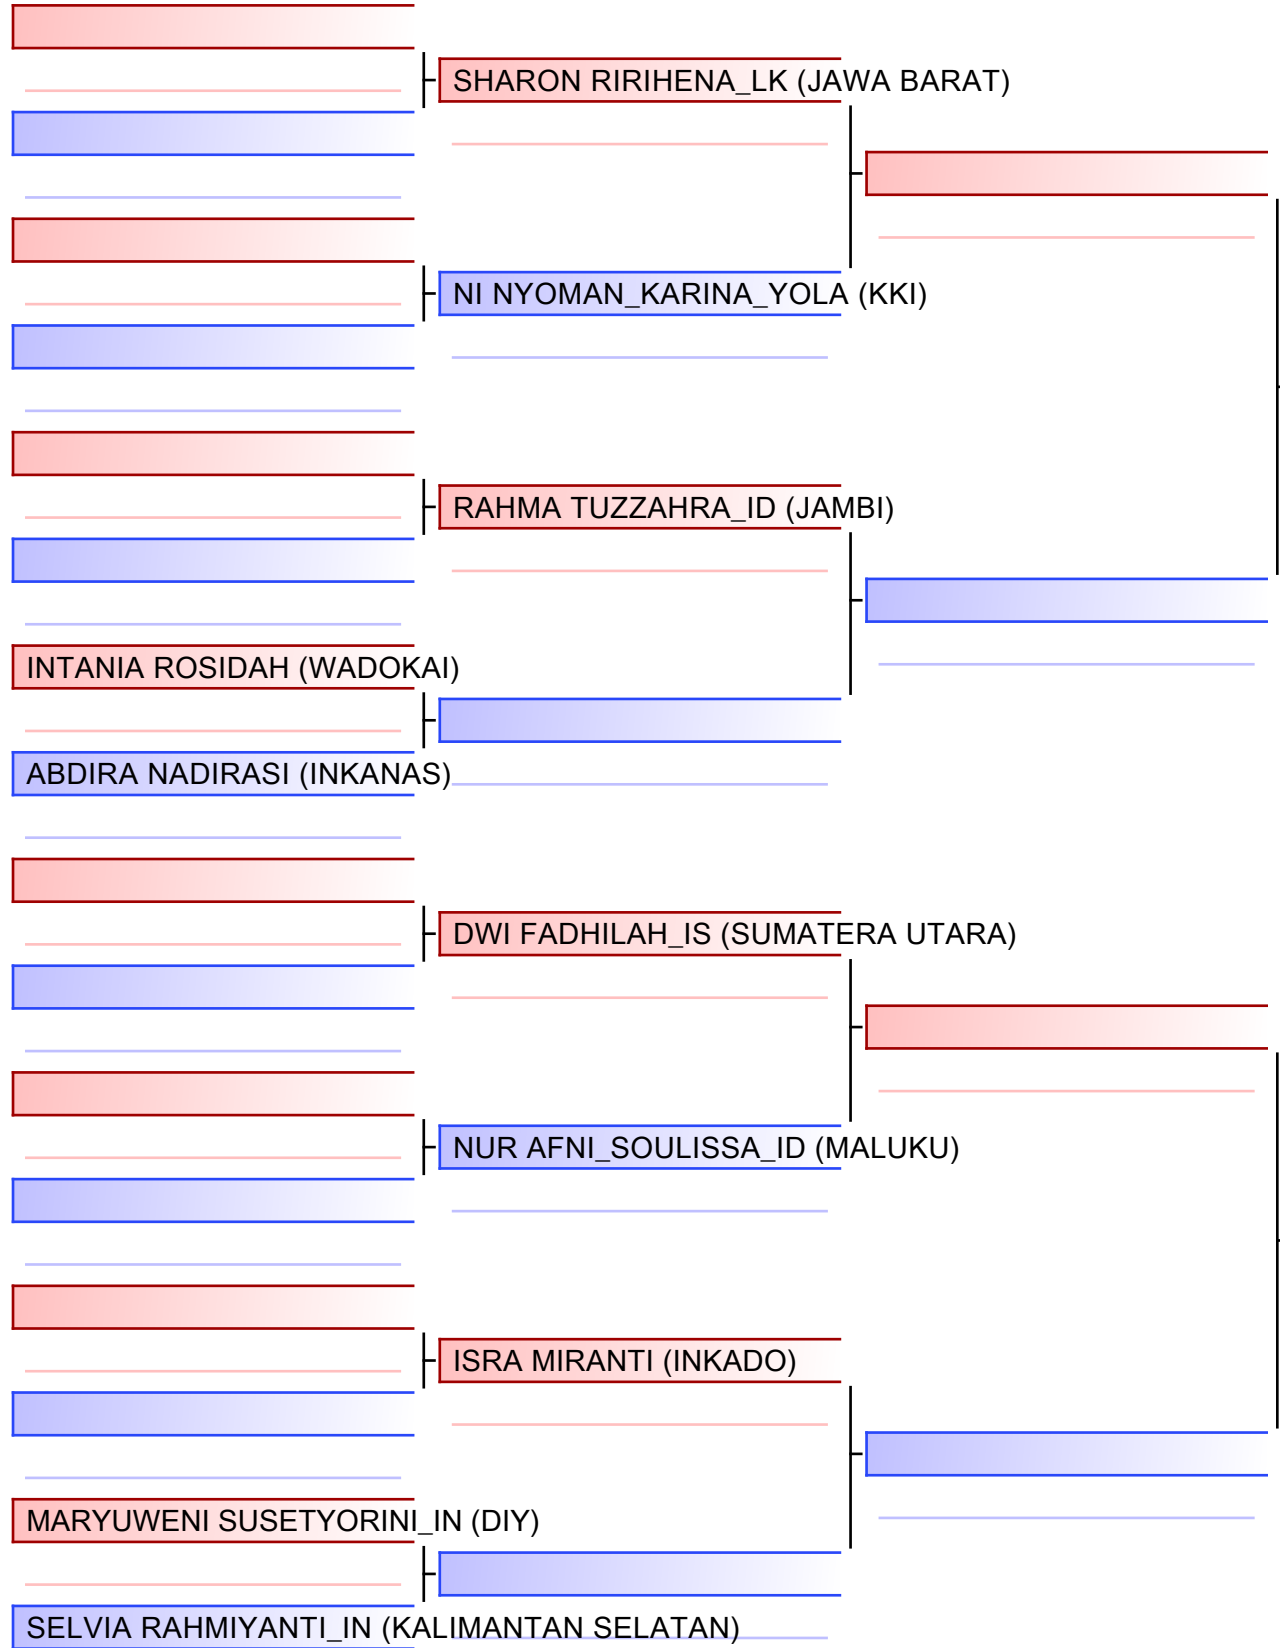 SHARON RIRIHENA_LK (JAWA BARAT)
NI NYOMAN_KARINA_YOLA (KKI)
RAHMA TUZZAHRA_ID (JAMBI)
INTANIA ROSIDAH (WADOKAI)
ABDIRA NADIRASI (INKANAS)
DWI FADHILAH_IS (SUMATERA UTARA)
NUR AFNI_SOULISSA_ID (MALUKU)
ISRA MIRANTI (INKADO)
MARYUWENI SUSETYORINI_IN (DIY)
SELVIA RAHMIYANTI_IN (KALIMANTAN SELATAN)